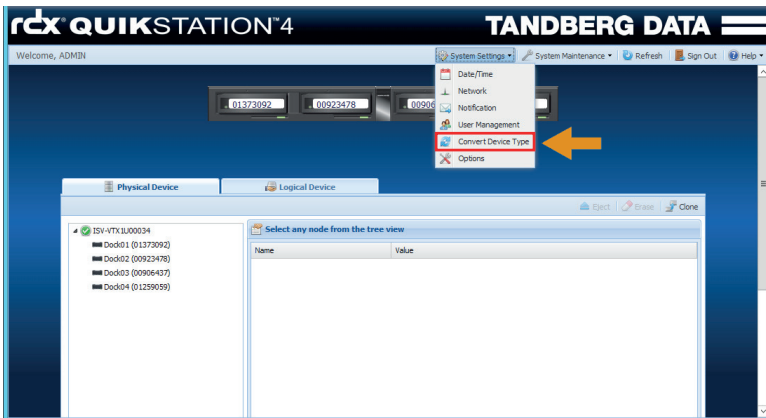 rdx® QUIKSTATION™4 TANDBERG DATA
Welcome, ADMIN System Settings System Maintenance Refresh Sign Out Help
Date/Time
Network
Notification
User Management
Convert Device Type
Options
01373092 00923478 00906
Physical Device Logical Device
Eject Erase Clone
ISV-VTX1U00034
Dock01 (01373092)
Dock02 (00923478)
Dock03 (00906437)
Dock04 (01259059)
Select any node from the tree view
Name Value